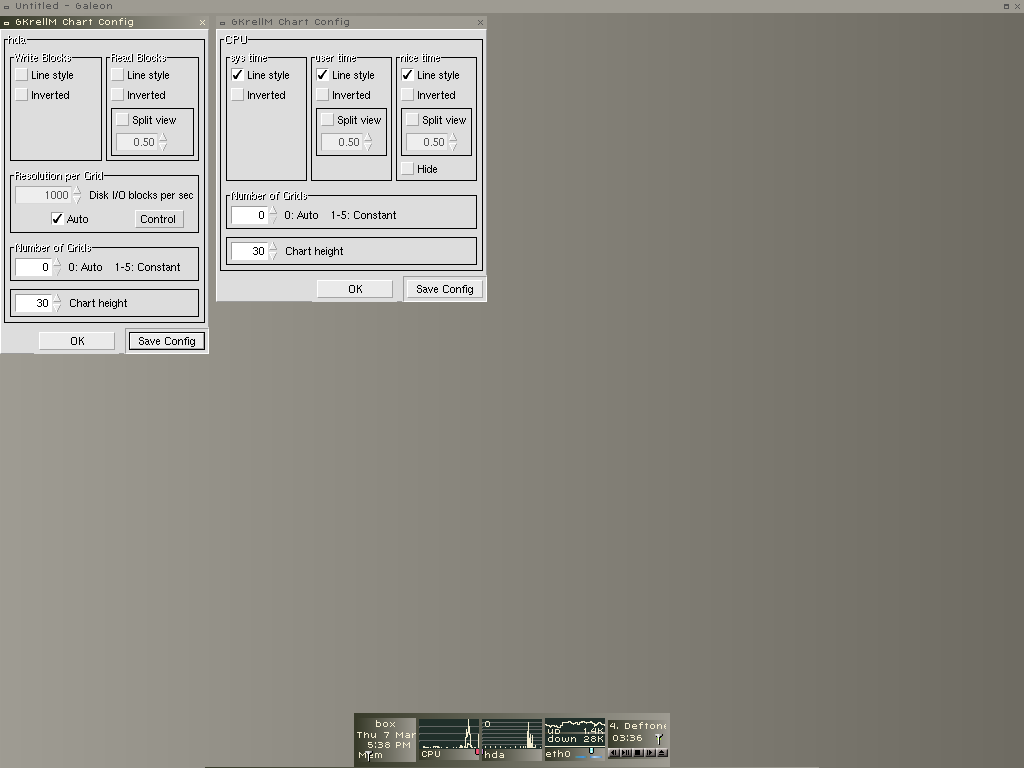 Untitled - Galeon
GKrellM Chart Config
hda
Write Blocks
Line style
Inverted
Read Blocks
Line style
Inverted
Split view
0.50
Resolution per Grid
1000 Disk I/O blocks per sec
Auto
Control
Number of Grids
0 0: Auto 1-5: Constant
30 Chart height
OK
Save Config
GKrellM Chart Config
CPU
sys time
Line style
Inverted
user time
Line style
Inverted
Split view
0.50
nice time
Line style
Inverted
Split view
0.50
Hide
Number of Grids
0 0: Auto 1-5: Constant
30 Chart height
OK
Save Config
box
Thu 7 Mar
5:38 PM
Mem
CPU
0
hda
up 1.4K
down 28K
eth0
4. Deftone
03:36